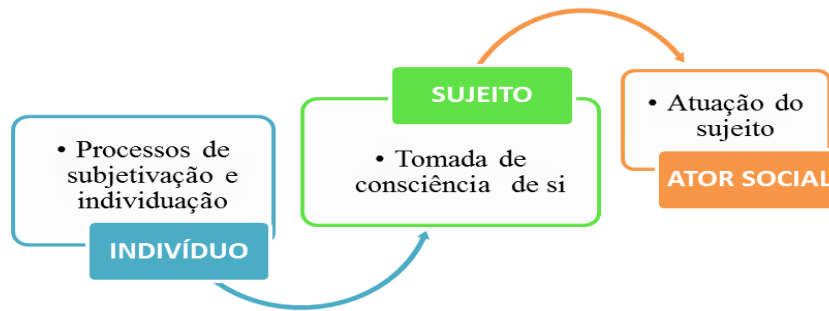 • Processos de
subjetivação e
individuação
INDIVÍDUO
SUJEITO
• Tomada de
consciência de si
• Atuação do
sujeito
ATOR SOCIAL